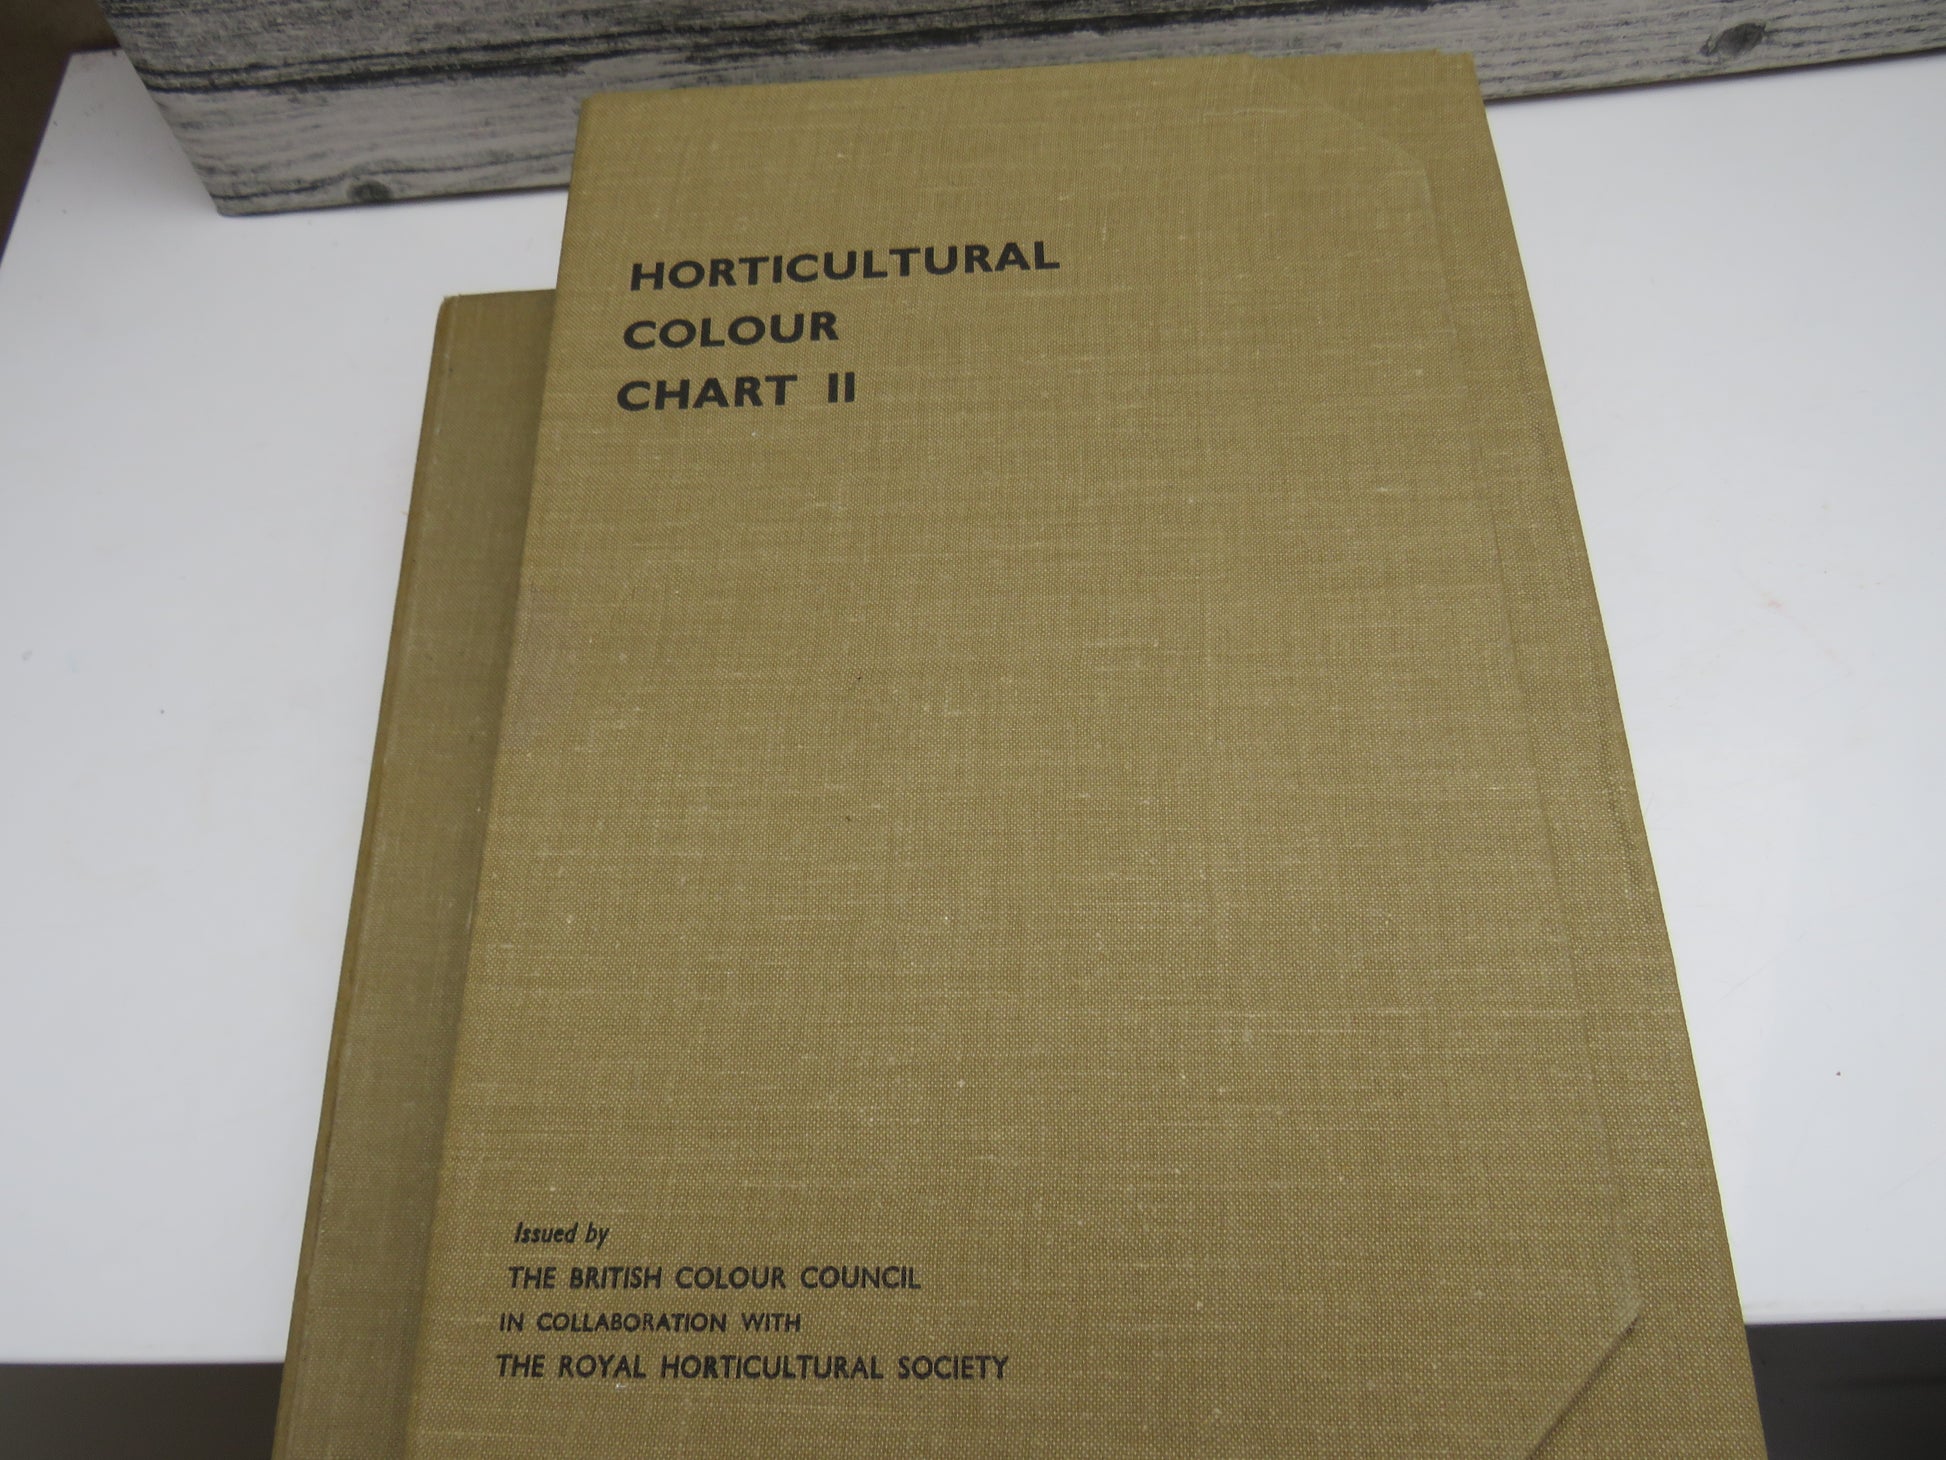 HORTICULTURAL
COLOUR
CHART II
Issued by
THE BRITISH COLOUR COUNCIL
IN COLLABORATION WITH
THE ROYAL HORTICULTURAL SOCIETY